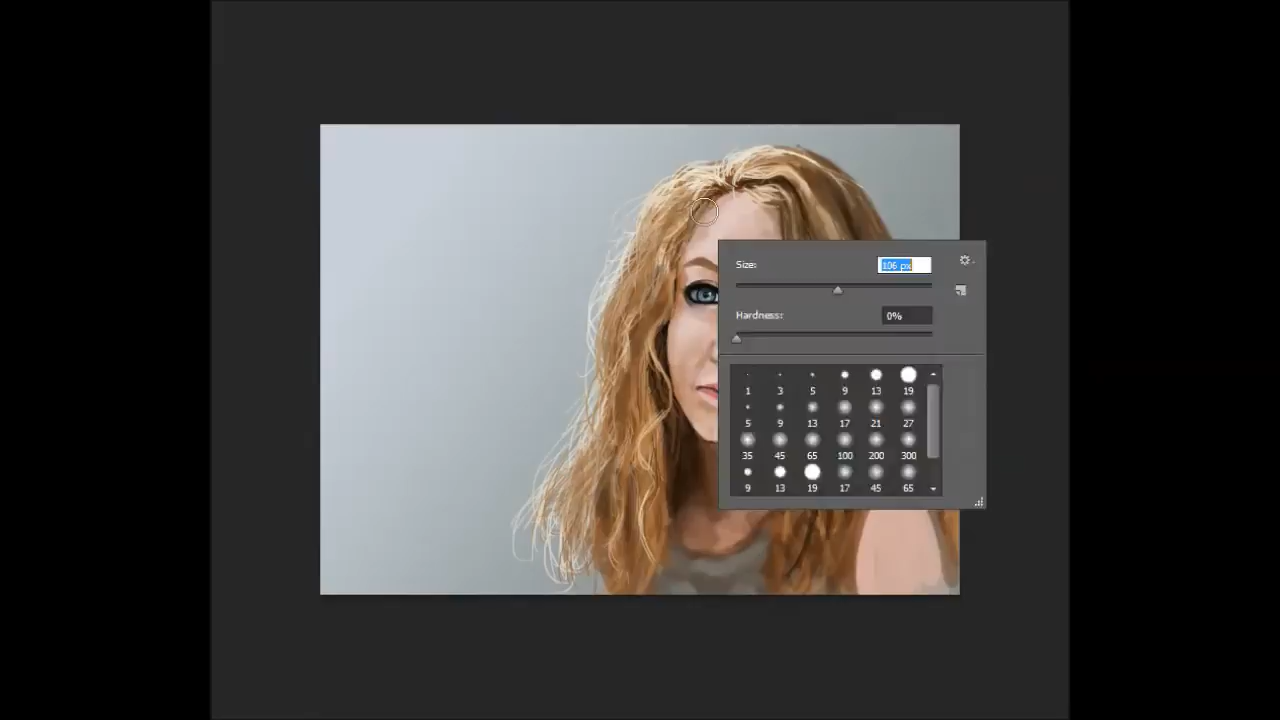 Size: 106 px
Hardness: 0%
1 3 5 9 13 19
5 9 13 17 21 27
35 45 65 100 200 300
9 13 19 17 45 65